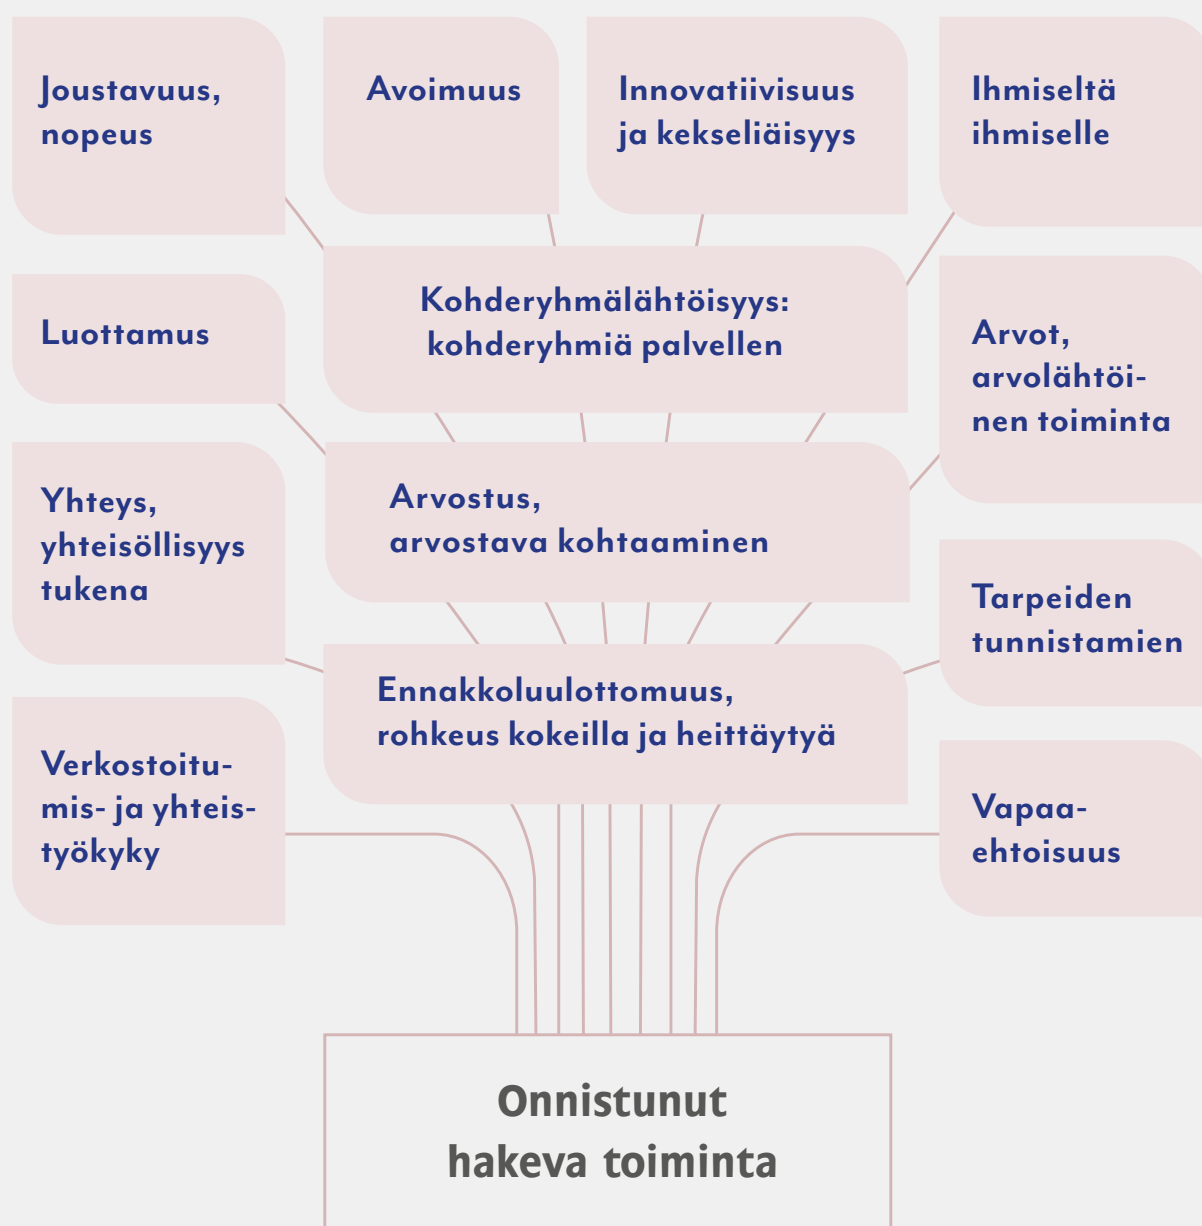 Joustavuus,
nopeus
Avoimuus
Innovatiivisuus
ja kekseliäisyys
Ihmiseltä
ihmiselle
Luottamus
Kohderyhmälähtöisyys:
kohderyhmiä palvellen
Arvot,
arvolähtöi-
nen toiminta
Yhteys,
yhteisöllisyys
tukena
Arvostus,
arvostava kohtaaminen
Tarpeiden
tunnistamien
Ennakkoluulottomuus,
rohkeus kokeilla ja heittäytyä
Verkostoitu-
mis- ja yhteis-
työkyky
Vapaa-
ehtoisuus
Onnistunut
hakeva toiminta